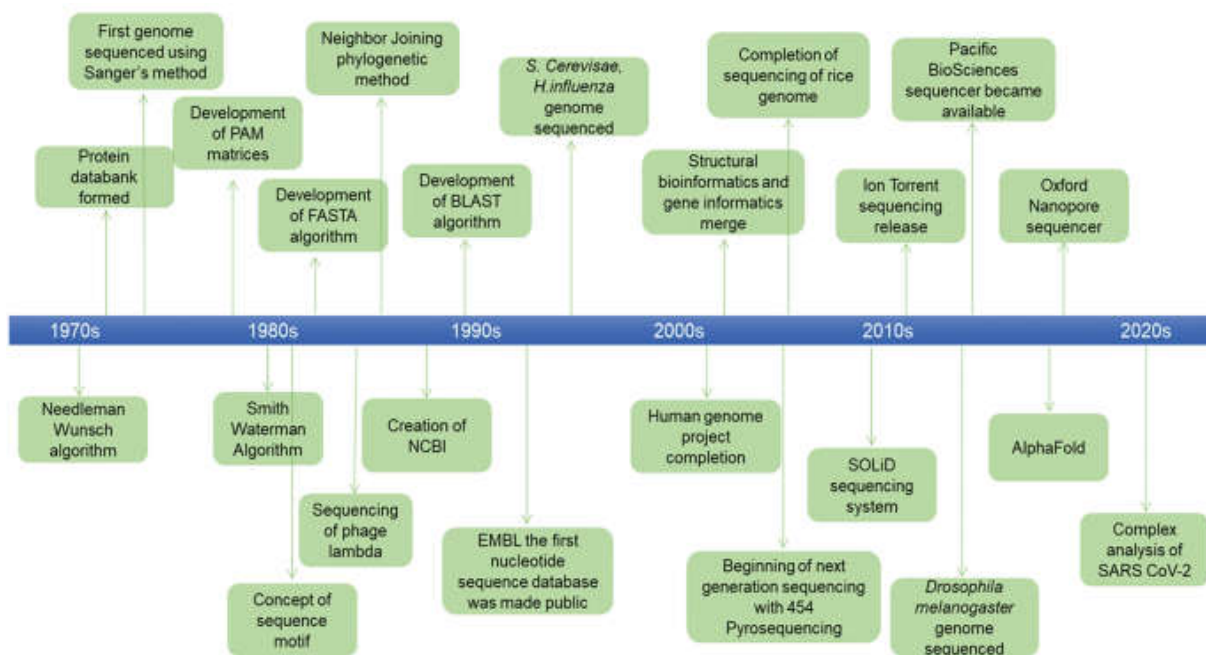 First genome
sequenced using
Sanger's method
Neighbor Joining
phylogenetic
method
S. Cerevisae,
H.influenza
genome
sequenced
Completion of
sequencing of rice
genome
Pacific
BioSciences
sequencer became
available
Protein
databank
formed
Development
of PAM
matrices
Development
of FASTA
algorithm
Development
of BLAST
algorithm
Structural
bioinformatics and
gene informatics
merge
Ion Torrent
sequencing
release
Oxford
Nanopore
sequencer
1970s
1980s
1990s
2000s
2010s
2020s
Needleman
Wunsch
algorithm
Smith
Waterman
Algorithm
Creation of
NCBI
Human genome
project
completion
AlphaFold
Sequencing
of phage
lambda
SOLiD
sequencing
system
Concept of
sequence motif
EMBL the first
nucleotide
sequence database
was made public
Beginning of next
generation sequencing
with 454
Pyrosequencing
Drosophila
melanogaster
genome
sequenced
Complex
analysis of
SARS CoV-2